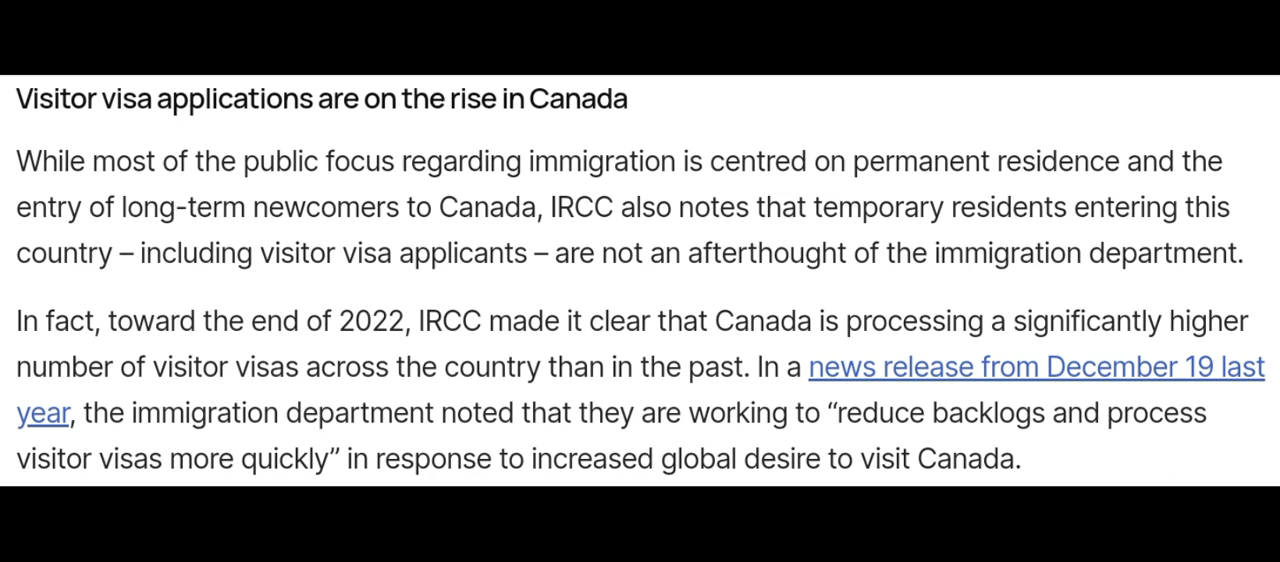 Visitor visa applications are on the rise in Canada
While most of the public focus regarding immigration is centred on permanent residence and the
entry of long-term newcomers to Canada, IRCC also notes that temporary residents entering this
country – including visitor visa applicants – are not an afterthought of the immigration department.
In fact, toward the end of 2022, IRCC made it clear that Canada is processing a significantly higher
number of visitor visas across the country than in the past. In a news release from December 19 last
year, the immigration department noted that they are working to “reduce backlogs and process
visitor visas more quickly” in response to increased global desire to visit Canada.